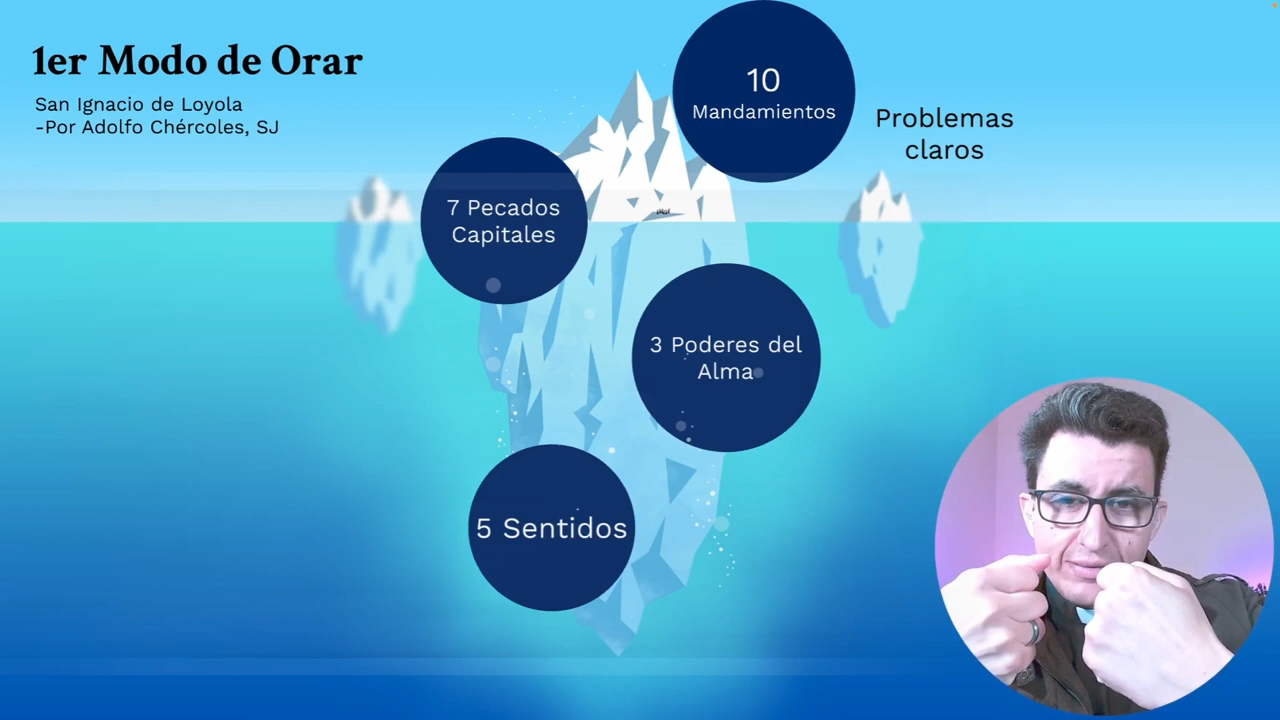 1er Modo de Orar
San Ignacio de Loyola
-Por Adolfo Chércoles, SJ
10
Mandamientos
Problemas
claros
7 Pecados
Capitales
3 Poderes del
Alma
5 Sentidos